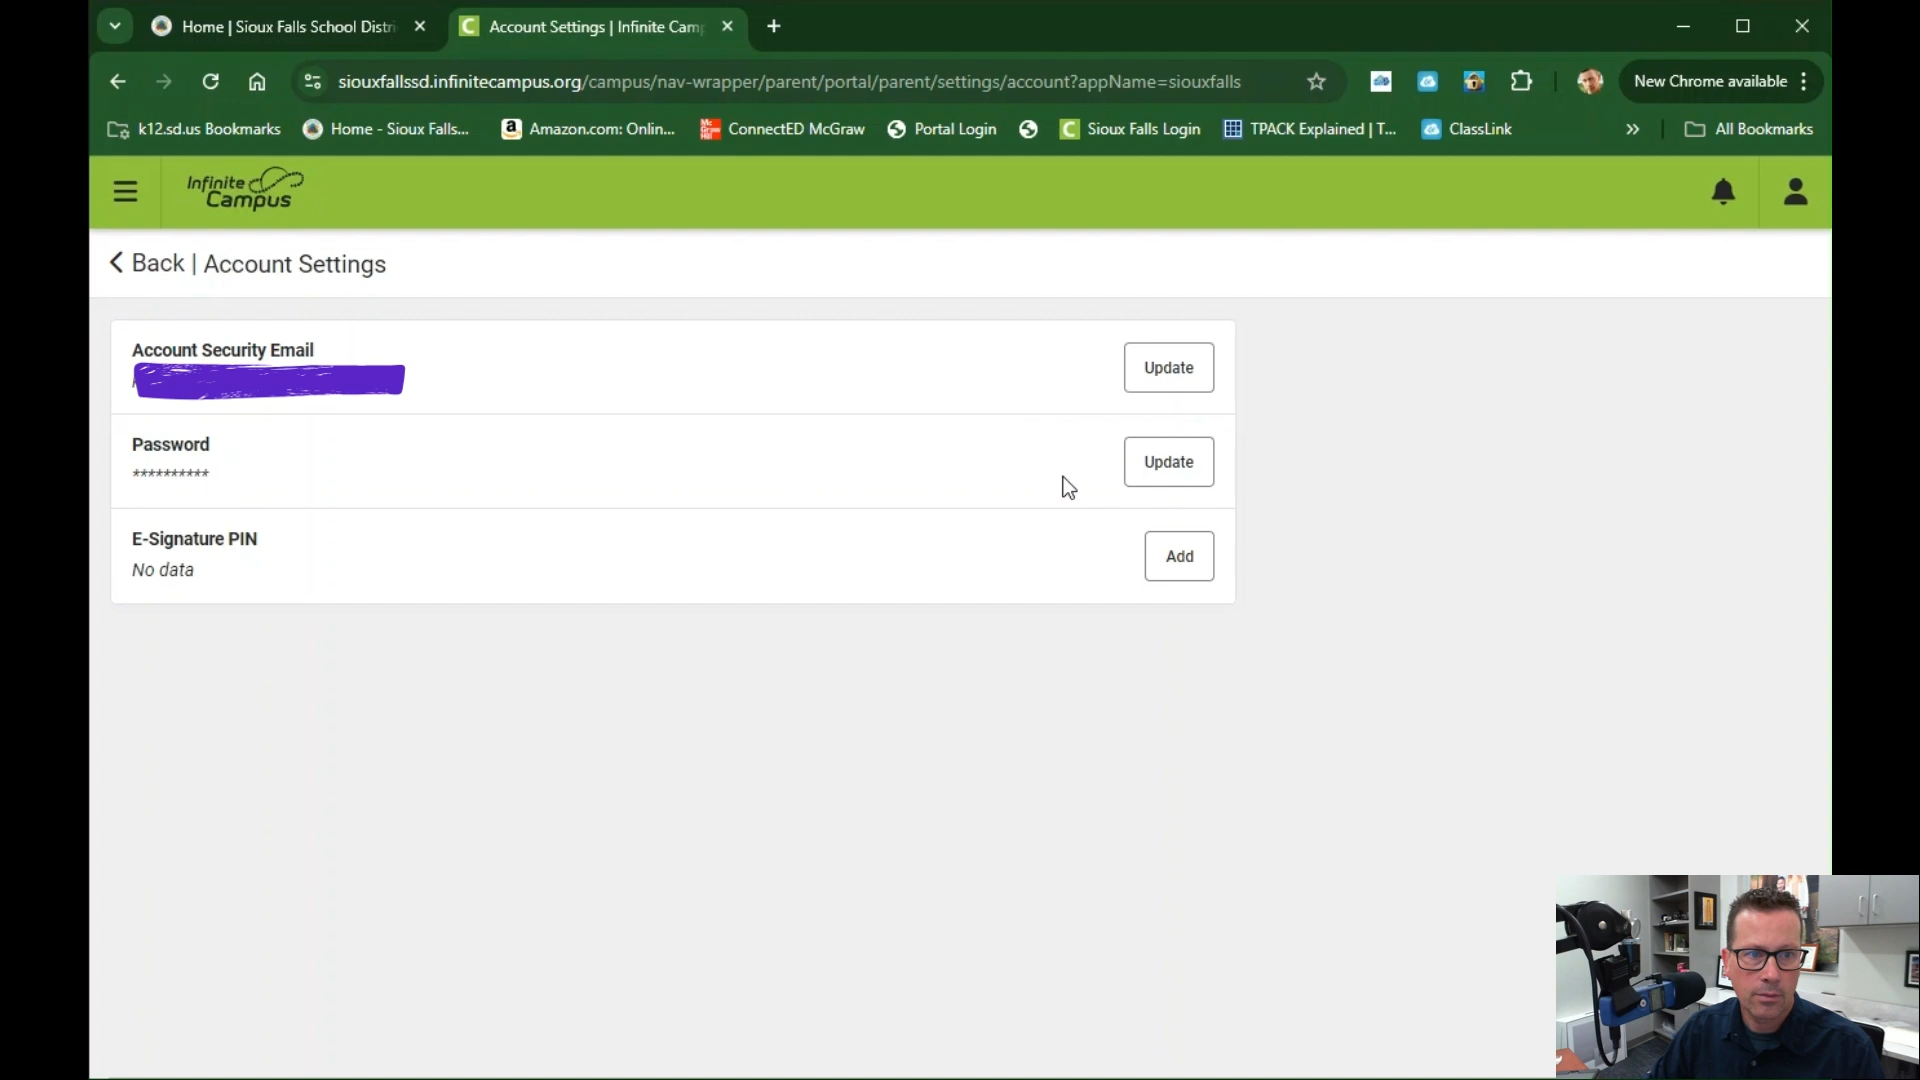 Home | Sioux Falls School Distri
Account Settings | Infinite Camp
siouxfallssd.infinitecampus.org/campus/nav-wrapper/parent/portal/parent/settings/account?appName=siouxfalls
New Chrome available
k12.sd.us Bookmarks
Home - Sioux Falls...
Amazon.com: Onlin...
ConnectED McGraw
Portal Login
Sioux Falls Login
TPACK Explained | T...
ClassLink
»
All Bookmarks
Infinite
Campus
Back | Account Settings
Account Security Email
Update
Password
**********
Update
E-Signature PIN
No data
Add